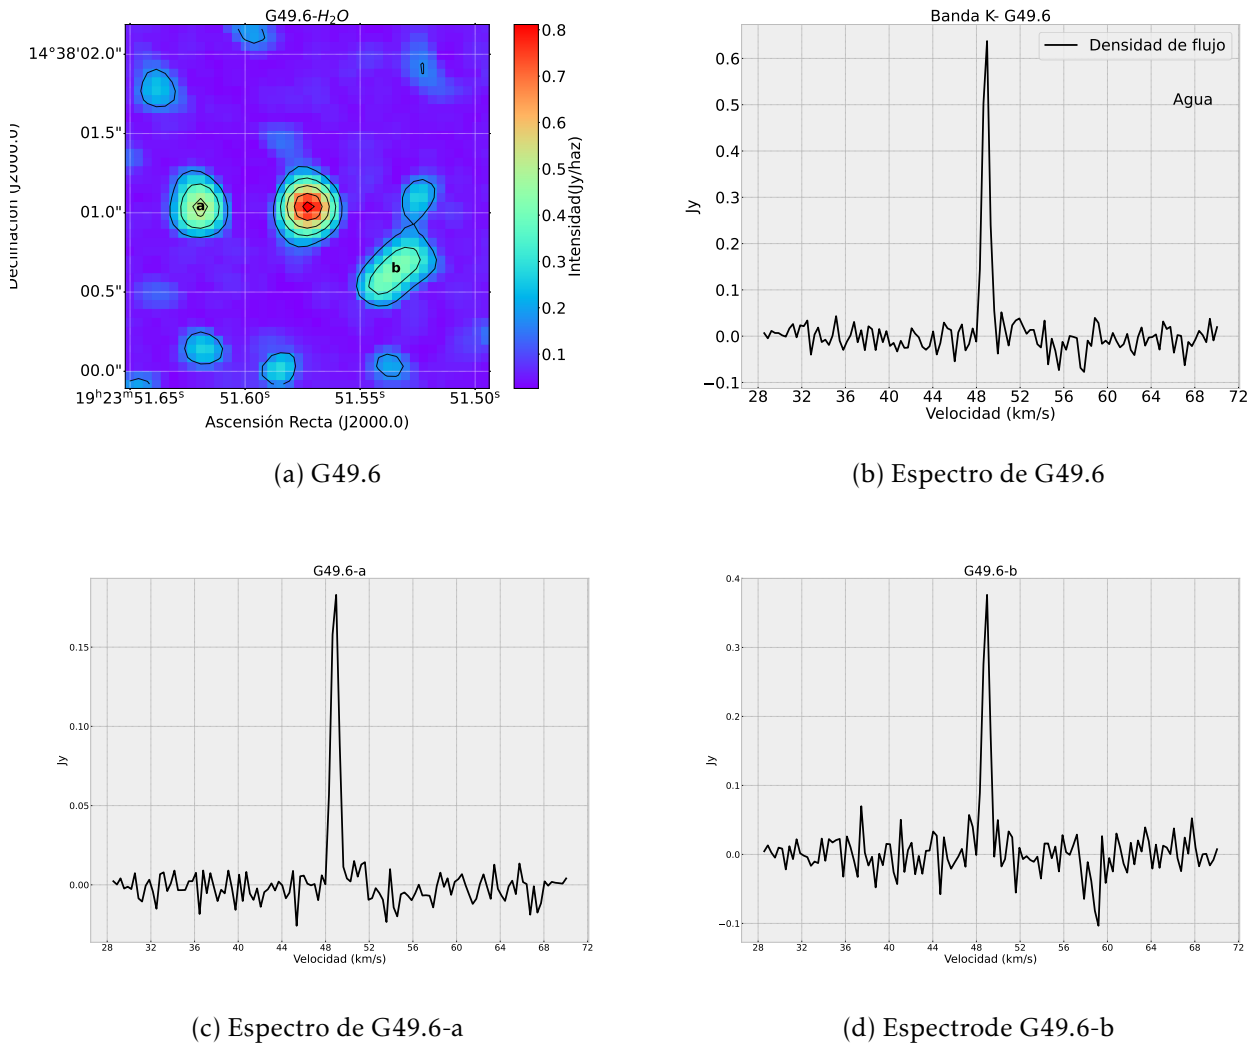 G49.6-H₂O
14°38'02.0"
01.5"
01.0"
00.5"
00.0"
Declinación (J2000.0)
a
b
19ʰ23ᵐ51.65ˢ 51.60ˢ 51.55ˢ 51.50ˢ
Ascensión Recta (J2000.0)
0.8
0.7
0.6
0.5
0.4
0.3
0.2
0.1
Intensidad(Jy/haz)
(a) G49.6
Banda K- G49.6
Densidad de flujo
Agua
0.6
0.5
0.4
0.3
0.2
0.1
0.0
−0.1
Jy
28 32 36 40 44 48 52 56 60 64 68 72
Velocidad (km/s)
(b) Espectro de G49.6
G49.6-a
0.15
0.10
0.05
0.00
Jy
28 32 36 40 44 48 52 56 60 64 68 72
Velocidad (km/s)
(c) Espectro de G49.6-a
G49.6-b
0.4
0.3
0.2
0.1
0.0
−0.1
Jy
28 32 36 40 44 48 52 56 60 64 68 72
Velocidad (km/s)
(d) Espectrode G49.6-b